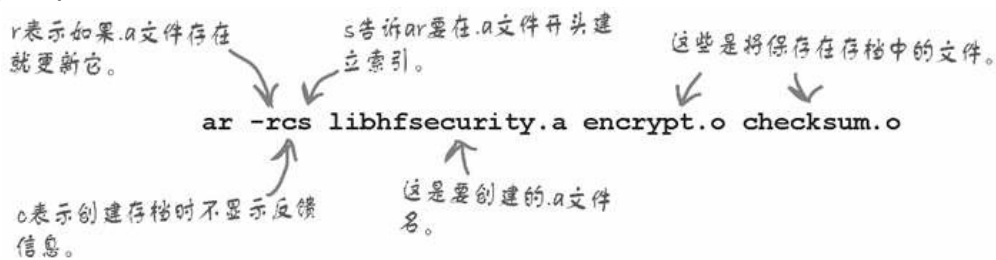 r表示如果.a文件存在
就更新它。
s告诉ar要在.a文件开头建
立索引。
这些是将保存在存档中的文件。
ar -rcs libhfsecurity.a encrypt.o checksum.o
c表示创建存档时不显示反馈
信息。
这是要创建的.a文件
名。